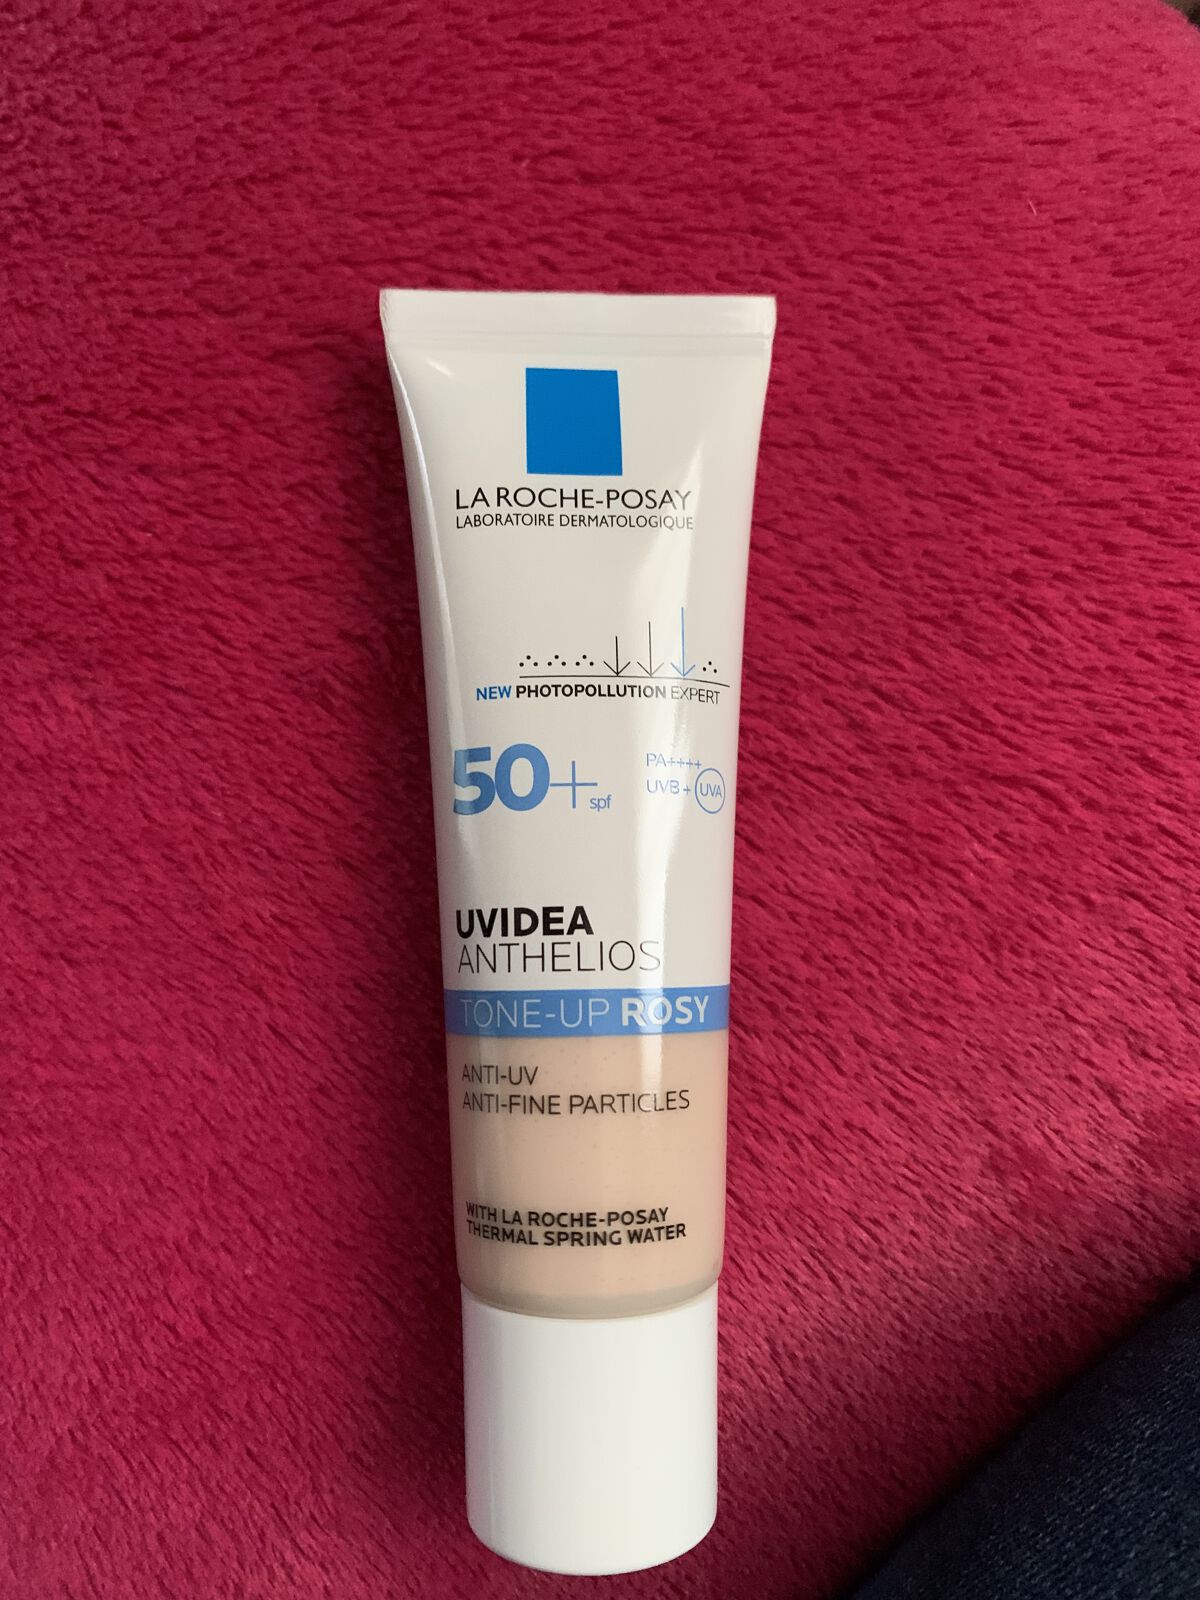 LA ROCHE-POSAY
LABORATOIRE DERMATOLOGIQUE
NEW PHOTOPOLLUTION EXPERT
50+ spf
PA++++
UVB + UVA
UVIDEA
ANTHELIOS
TONE-UP ROSY
ANTI-UV
ANTI-FINE PARTICLES
WITH LA ROCHE-POSAY
THERMAL SPRING WATER